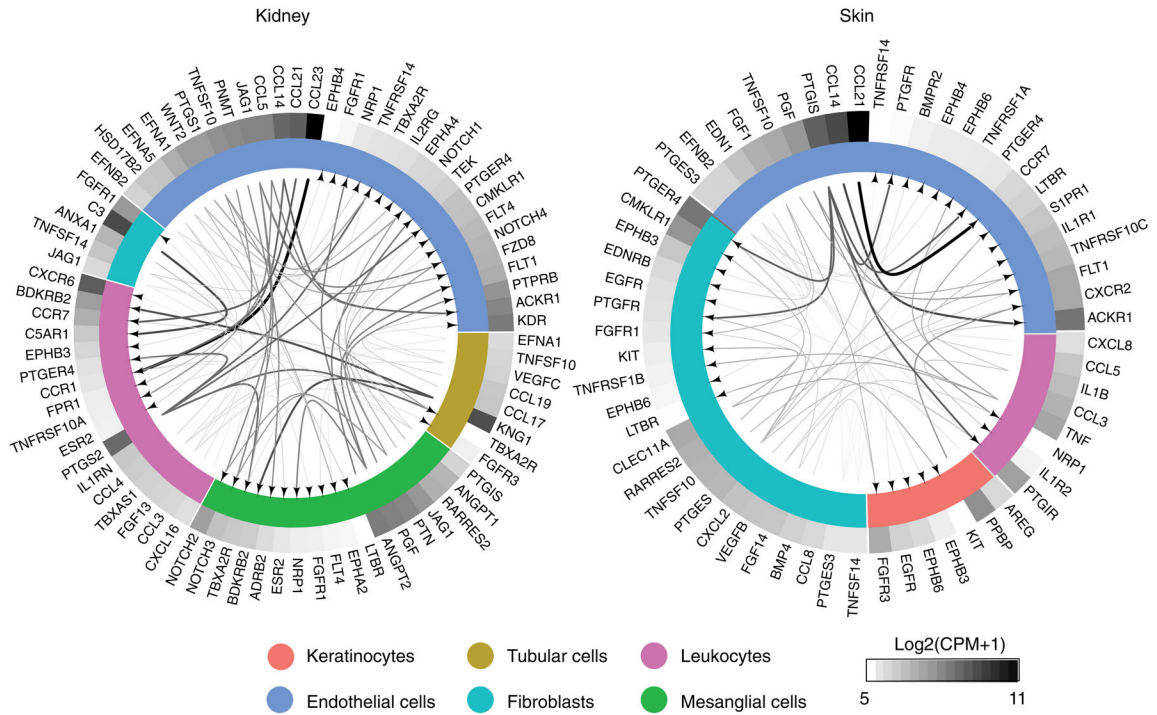 Kidney
Skin
FGFR1
EFNB2
HSD17B2
EFNA5
EFNA1
WNT2
PTGS1
TNFSF10
PNMT
JAG1
CCL5
CCL14
CCL21
CCL23
EPHB4
FGFR1
NRP1
TNFRSF14
TBXA2R
IL2RG
EPHA4
NOTCH1
TEK
PTGER4
CMKLR1
FLT4
NOTCH4
FZD8
FLT1
PTPRB
ACKR1
KDR
EFNA1
TNFSF10
VEGFC
CCL19
CCL17
KNG1
TBXA2R
FGFR3
PTGIS
ANGPT1
RARRES2
JAG1
PTN
PGF
ANGPT2
LTBR
EPHA2
FLT4
FGFR1
NRP1
ESR2
ADRB2
BDKRB2
TBXA2R
NOTCH3
NOTCH2
CXCL16
CCL3
FGF13
TBXAS1
CCL4
IL1RN
PTGS2
ESR2
TNFRSF10A
FPR1
CCR1
PTGER4
EPHB3
C5AR1
CCR7
BDKRB2
CXCR6
JAG1
TNFSF14
ANXA1
C3
PTGES3
EFNB2
EDN1
FGF1
TNFSF10
PGF
PTGIS
CCL14
CCL21
TNFRSF14
PTGFR
BMPR2
EPHB4
EPHB6
TNFRSF1A
PTGER4
CCR7
LTBR
S1PR1
IL1R1
TNFRSF10C
FLT1
CXCR2
ACKR1
CXCL8
CCL5
IL1B
CCL3
TNF
NRP1
IL1R2
PTGIR
AREG
PPBP
KIT
EPHB3
EPHB6
EGFR
FGFR3
TNFSF14
PTGES3
CCL8
BMP4
FGF14
VEGFB
CXCL2
PTGES
TNFSF10
RARRES2
CLEC11A
LTBR
EPHB6
TNFRSF1B
KIT
FGFR1
PTGFR
EGFR
EDNRB
EPHB3
CMKLR1
PTGER4
Keratinocytes
Tubular cells
Leukocytes
Endothelial cells
Fibroblasts
Mesanglial cells
Log2(CPM+1)
5
11